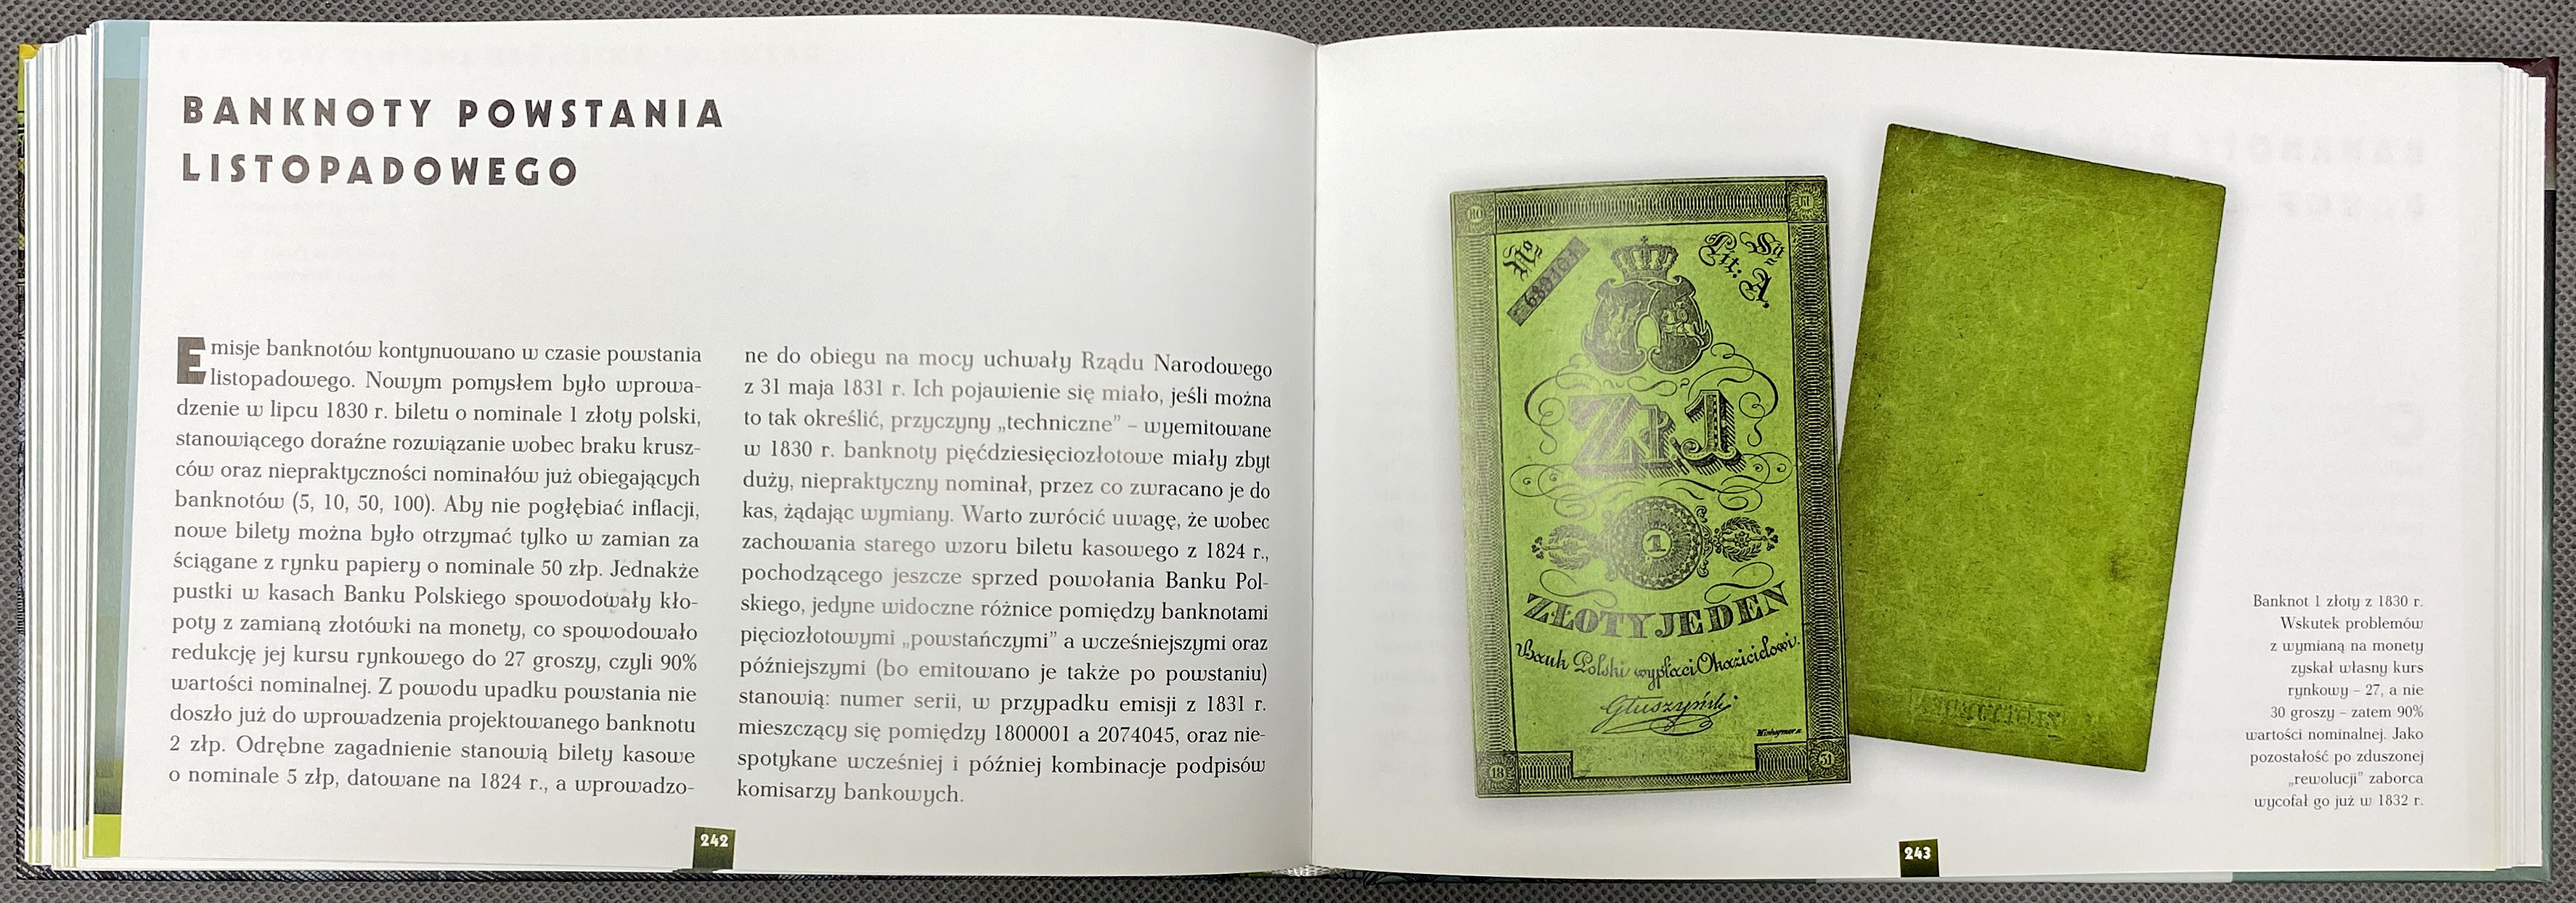 BANKNOTY POWSTANIA
LISTOPADOWEGO
Emisje banknotów kontynuowano w czasie powstania
listopadowego. Nowym pomysłem było wprowa-
dzenie w lipcu 1830 r. biletu o nominale 1 złoty polski,
stanowiącego doraźne rozwiązanie wobec braku krusz-
ców oraz niepraktyczności nominałów już obiegających
banknotów (5, 10, 50, 100). Aby nie pogłębiać inflacji,
nowe bilety można było otrzymać tylko w zamian za
ściągane z rynku papiery o nominale 50 złp. Jednakże
pustki w kasach Banku Polskiego spowodowały kło-
poty z zamianą złotówki na monety, co spowodowało
redukcję jej kursu rynkowego do 27 groszy, czyli 90%
wartości nominalnej. Z powodu upadku powstania nie
doszło już do wprowadzenia projektowanego banknotu
2 złp. Odrębne zagadnienie stanowią bilety kasowe
o nominale 5 złp, datowane na 1824 r., a wprowadzo-
ne do obiegu na mocy uchwały Rządu Narodowego
z 31 maja 1831 r. Ich pojawienie się miało, jeśli można
to tak określić, przyczyny „techniczne” – wyemitowane
w 1830 r. banknoty pięćdziesięciozłotowe miały zbyt
duży, niepraktyczny nominał, przez co zwracano je do
kas, żądając wymiany. Warto zwrócić uwagę, że wobec
zachowania starego wzoru biletu kasowego z 1824 r.,
pochodzącego jeszcze sprzed powołania Banku Pol-
skiego, jedyne widoczne różnice pomiędzy banknotami
pięciozłotowymi „powstańczymi” a wcześniejszymi oraz
późniejszymi (bo emitowano je także po powstaniu)
stanowią: numer serii, w przypadku emisji z 1831 r.
mieszczący się pomiędzy 1800001 a 2074045, oraz nie-
spotykane wcześniej i później kombinacje podpisów
komisarzy bankowych.
242
No
Lit: A.
Zł. 1
1
ZŁOTY JEDEN
Bank Polski wypłaci Okazicielowi.
Głuszyński
18
31
Banknot 1 złoty z 1830 r.
Wskutek problemów
z wymianą na monety
zyskał własny kurs
rynkowy – 27, a nie
30 groszy – zatem 90%
wartości nominalnej. Jako
pozostałość po zduszonej
„rewolucji” zaborca
wycofał go już w 1832 r.
243